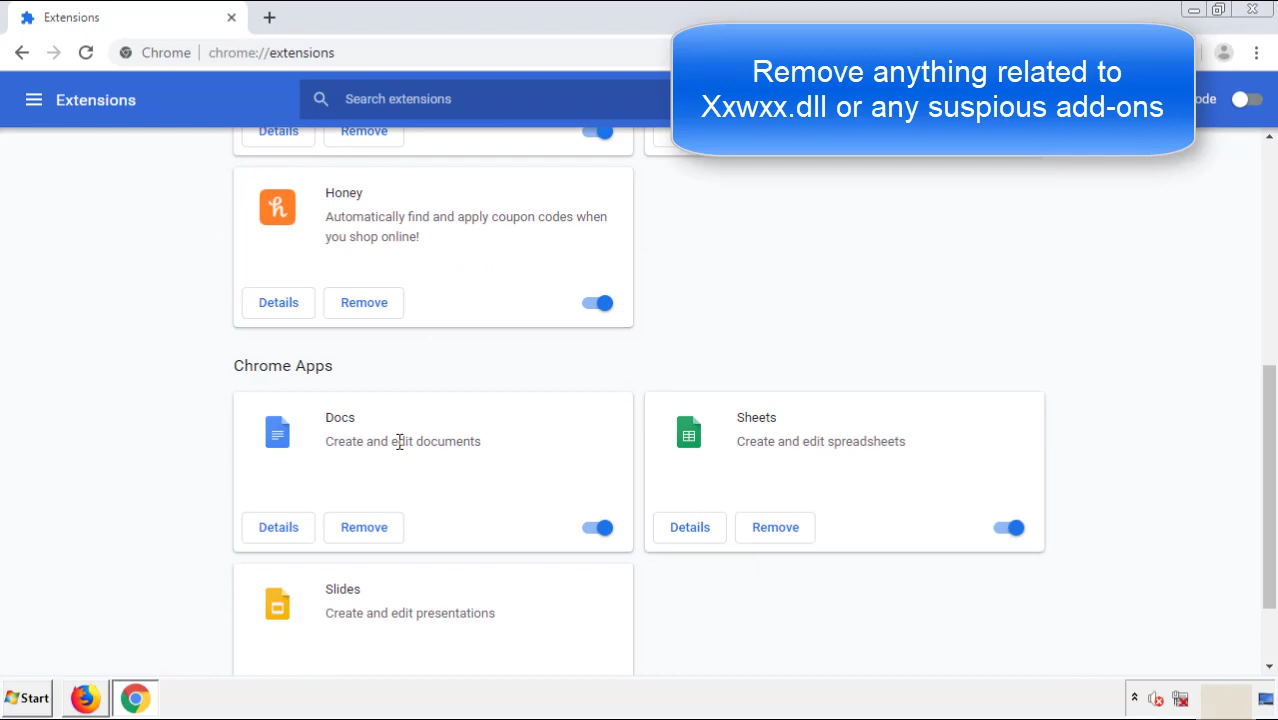 Extensions
Chrome
chrome://extensions
Remove anything related to
Xxwxx.dll or any suspious add-ons
Extensions
Search extensions
ode
Details
Remove
Honey
Automatically find and apply coupon codes when
you shop online!
Details
Remove
Chrome Apps
Docs
Create and edit documents
Details
Remove
Sheets
Create and edit spreadsheets
Details
Remove
Slides
Create and edit presentations
Start